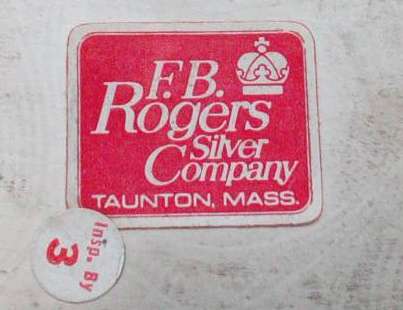 F.B.
Rogers
Silver
Company
TAUNTON, MASS.
Insp. By
3